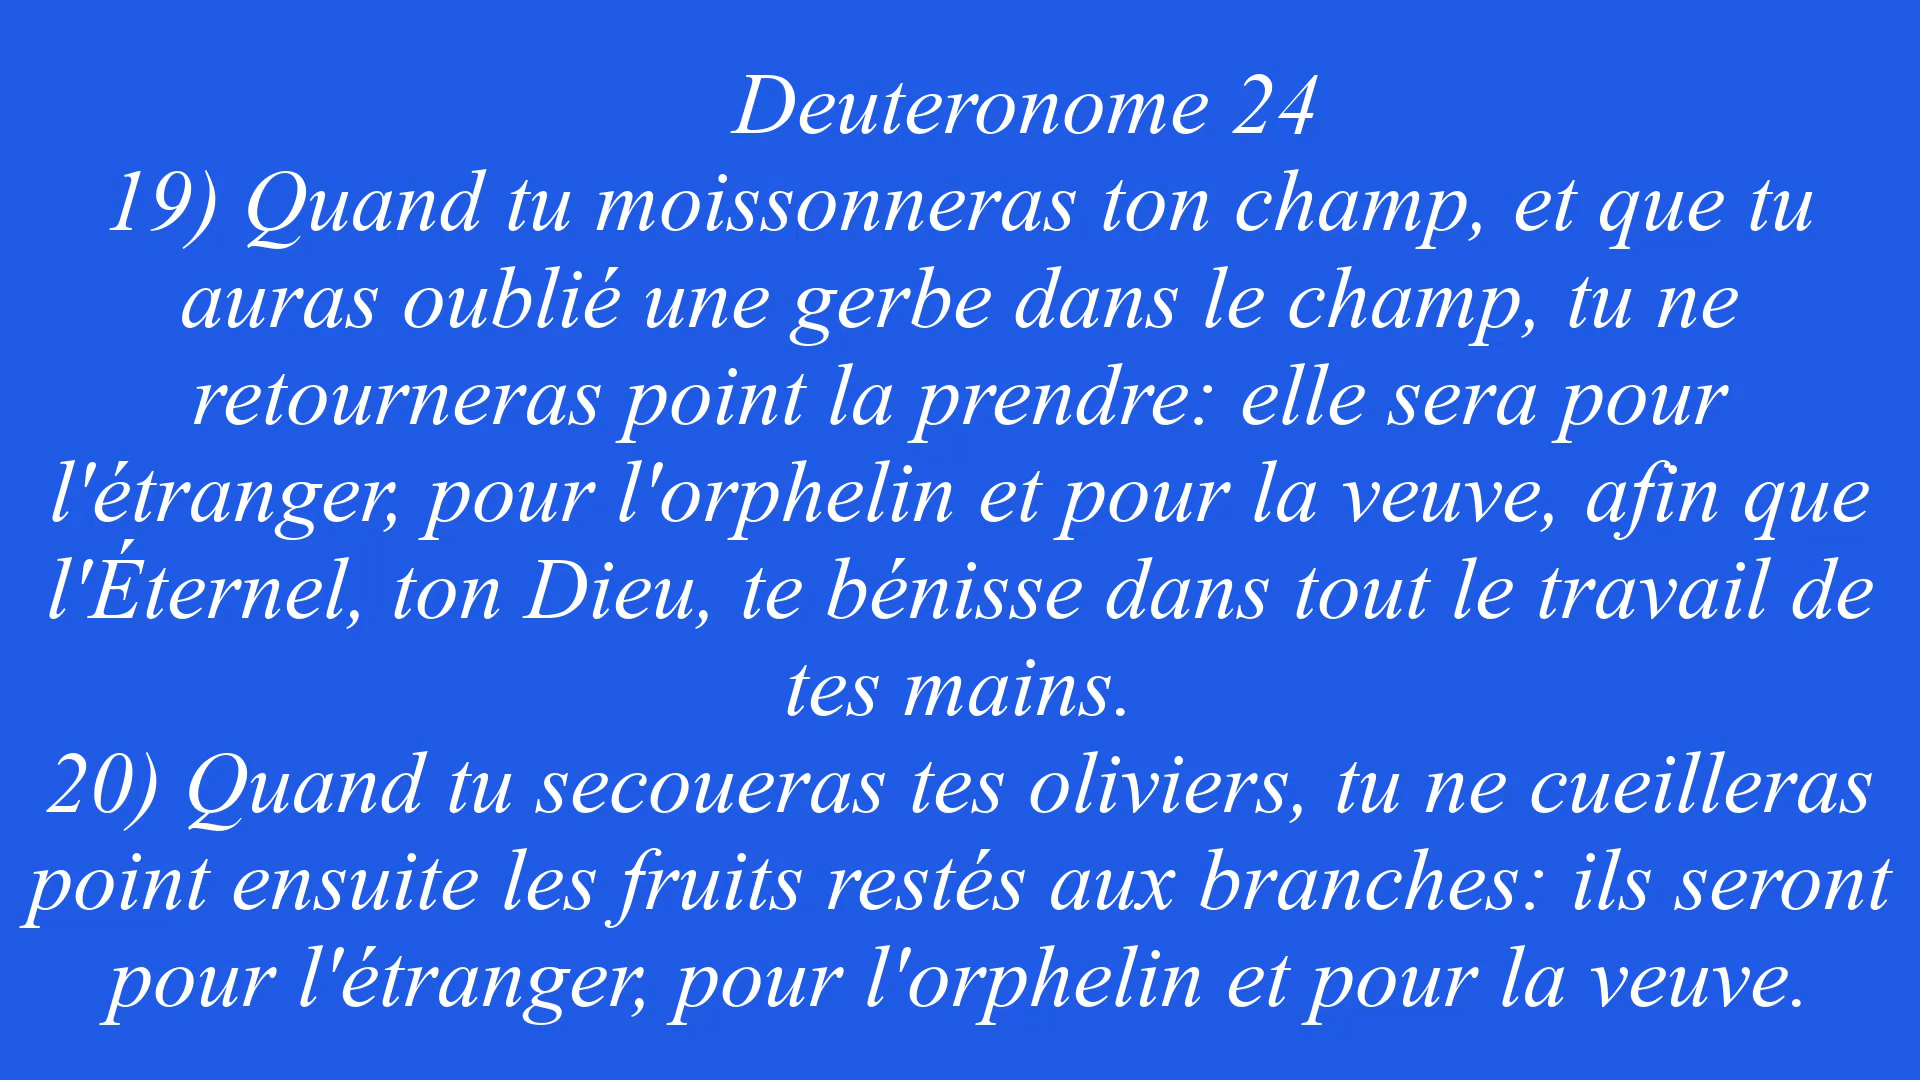 Deuteronome 24
19) Quand tu moissonneras ton champ, et que tu
auras oublié une gerbe dans le champ, tu ne
retourneras point la prendre: elle sera pour
l'étranger, pour l'orphelin et pour la veuve, afin que
l'Éternel, ton Dieu, te bénisse dans tout le travail de
tes mains.
20) Quand tu secoueras tes oliviers, tu ne cueilleras
point ensuite les fruits restés aux branches: ils seront
pour l'étranger, pour l'orphelin et pour la veuve.